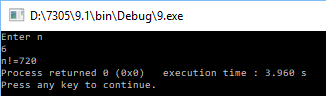 D:\7305\9.1\bin\Debug\9.exe
Enter n
6
n!=720
Process returned 0 (0x0)   execution time : 3.960 s
Press any key to continue.